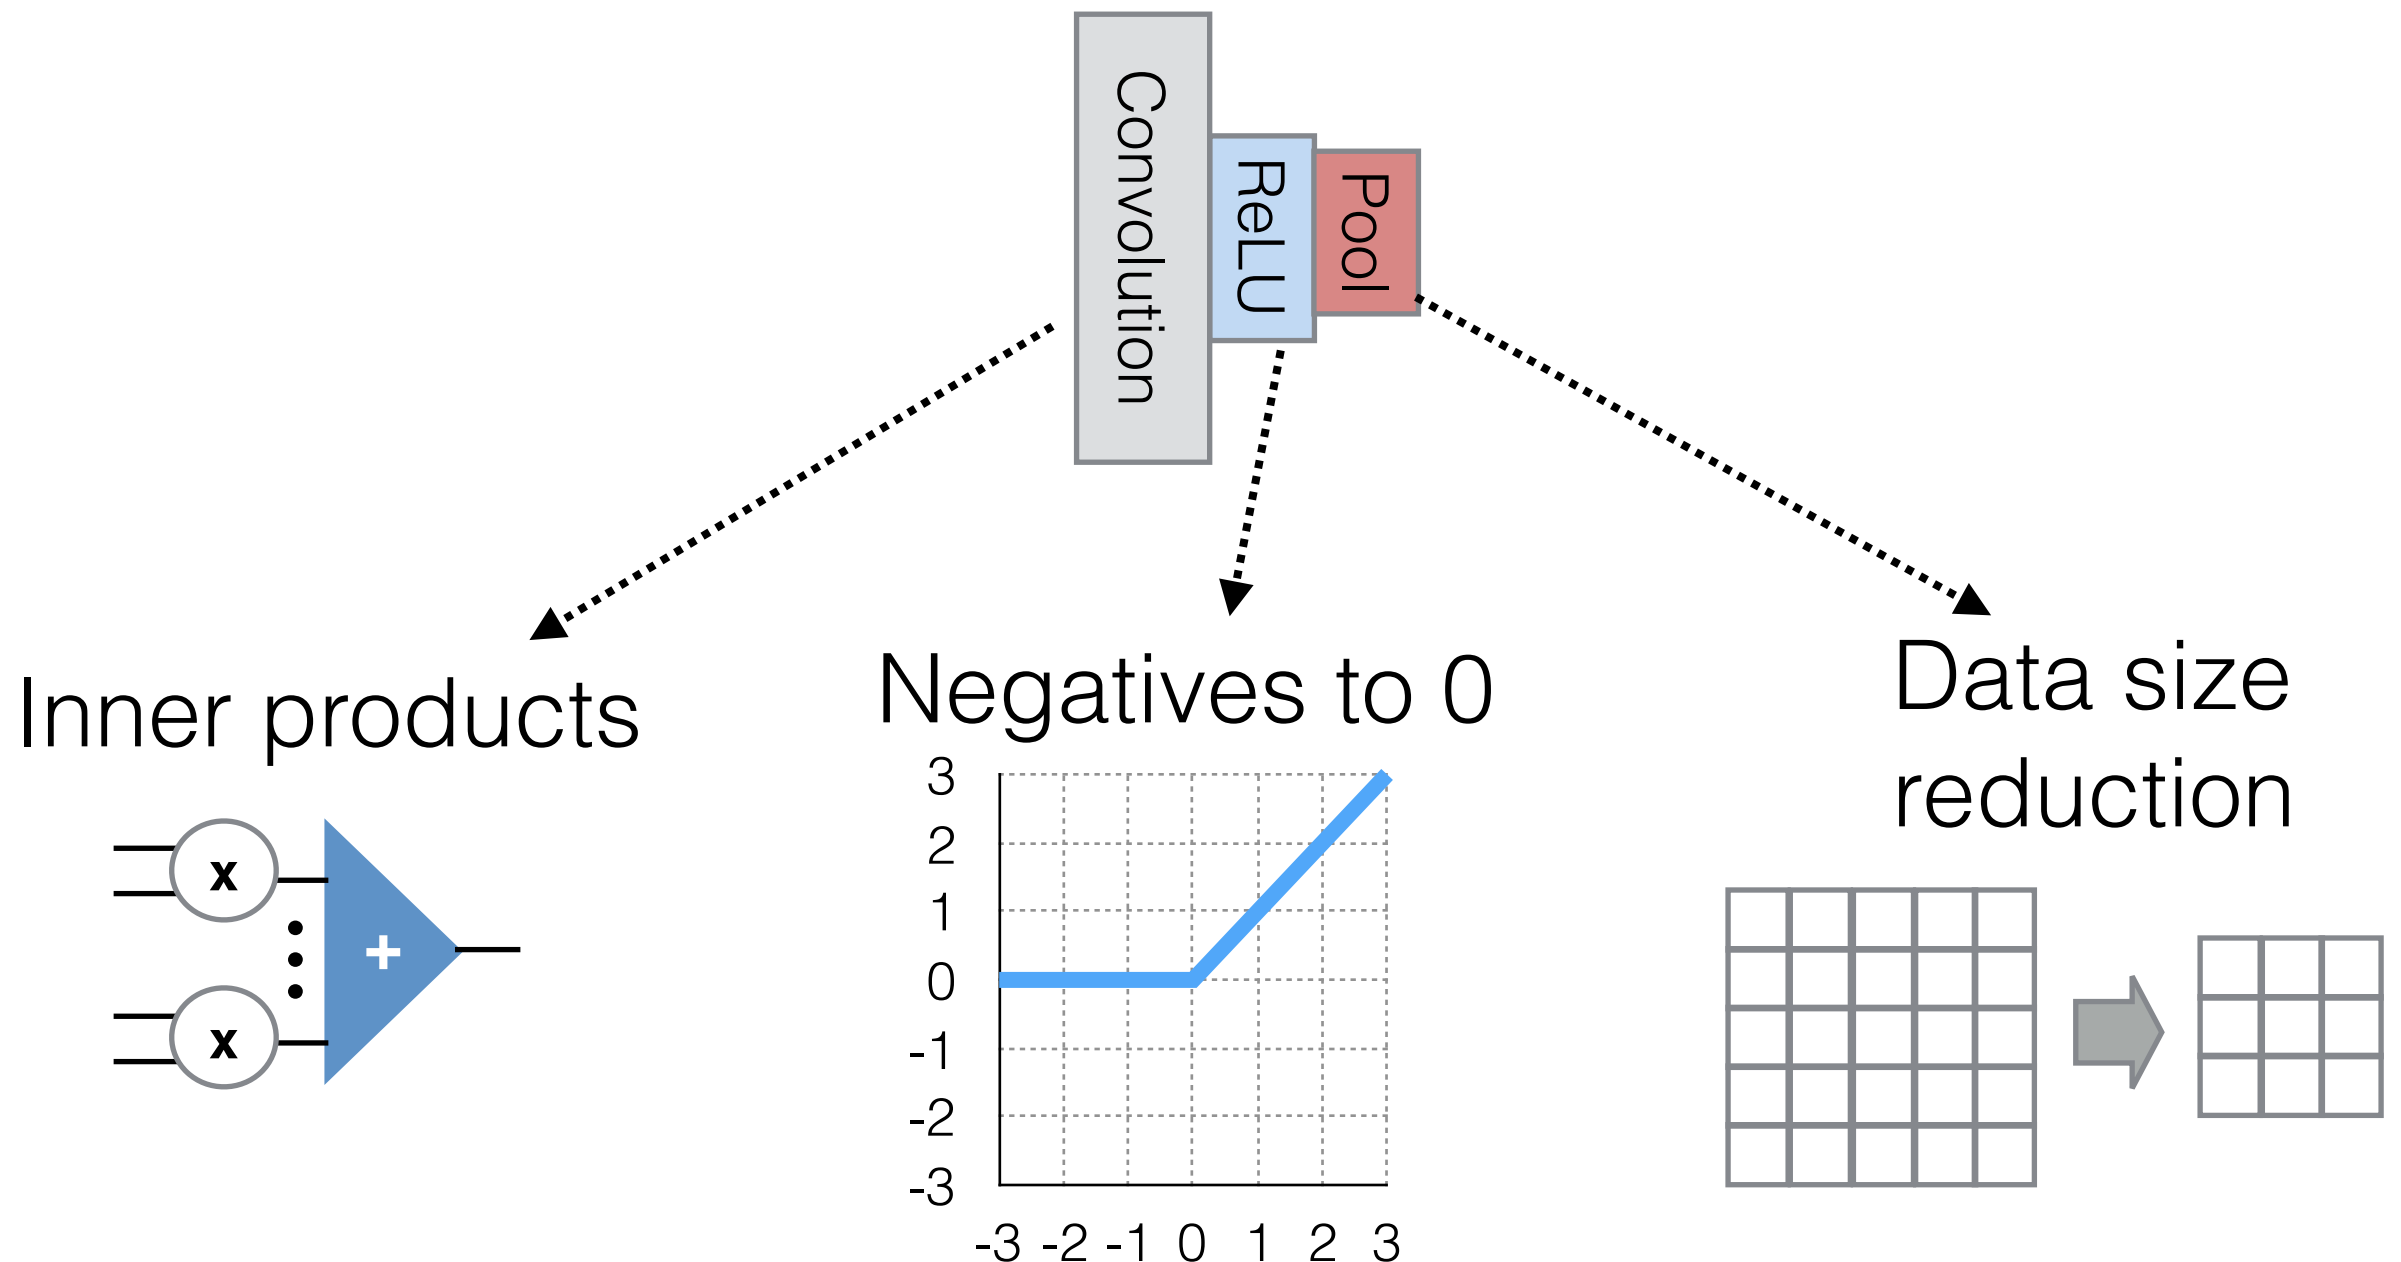 Convolution
ReLU
Pool
Inner products
Negatives to 0
Data size
reduction
x
+
x
3
2
1
0
-1
-2
-3
-3 -2 -1 0 1 2 3